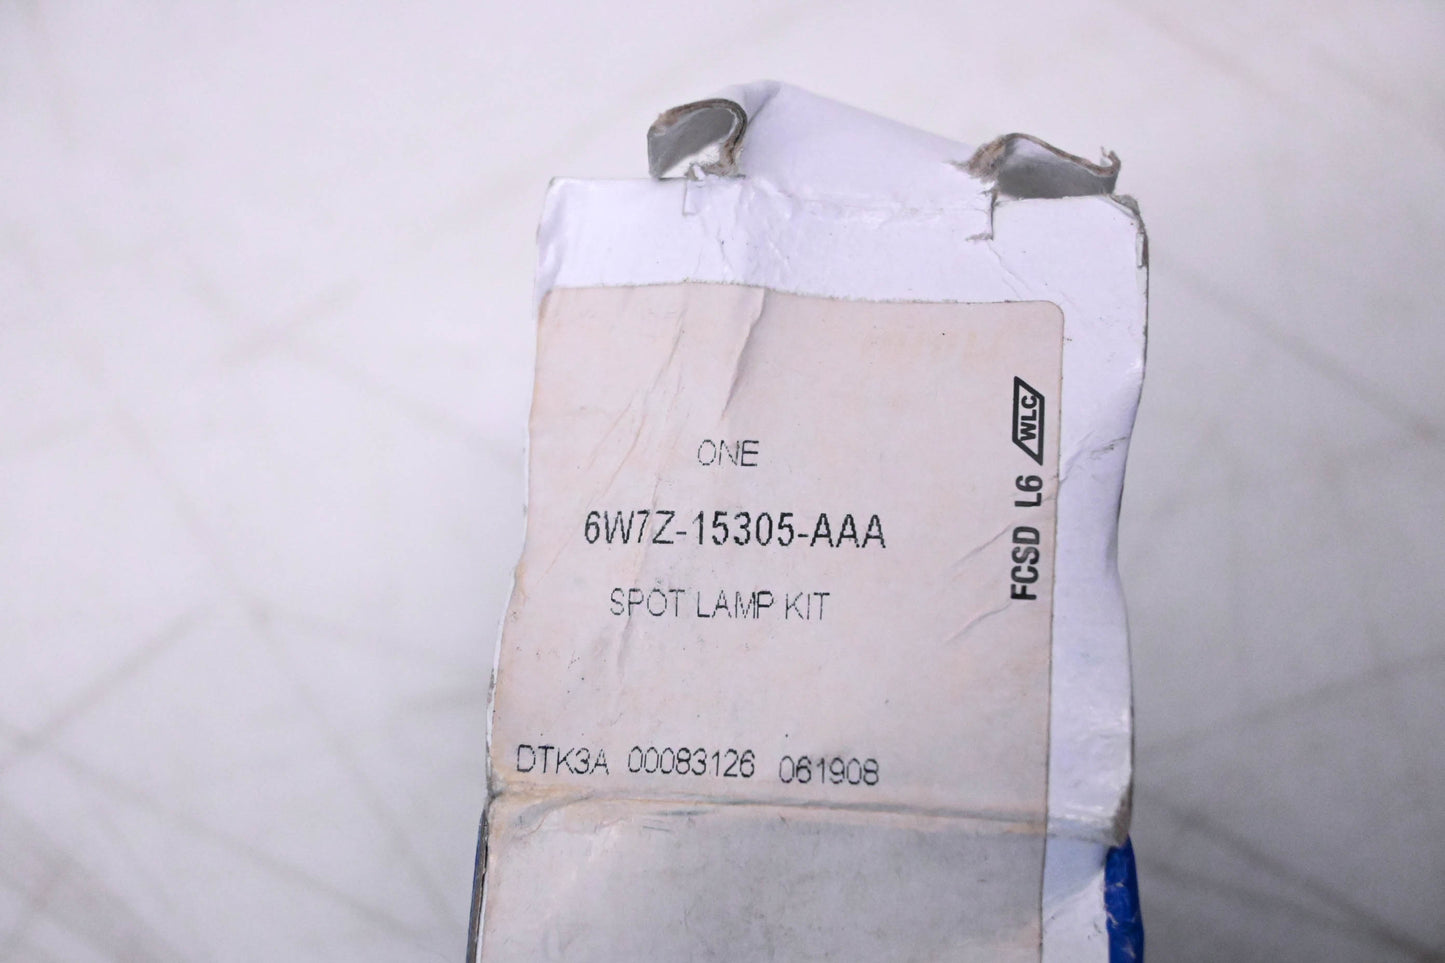 ONE
6W7Z-15305-AAA
SPOT LAMP KIT
DTK3A 00083126 061908
FCSD L6 WLC